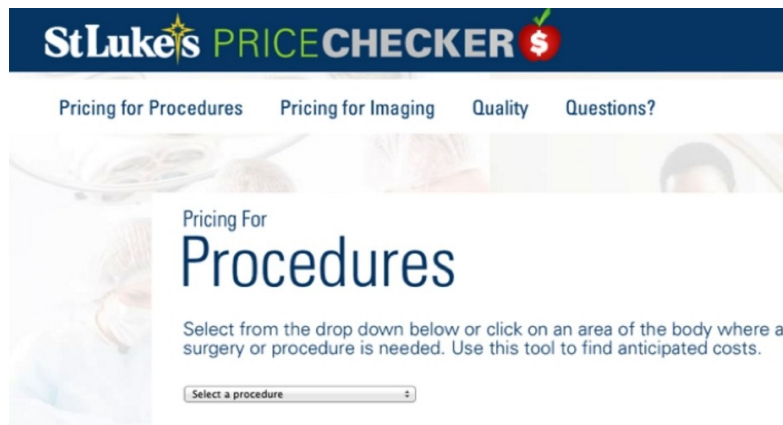 StLuke's PRICECHECKER $
Pricing for Procedures Pricing for Imaging Quality Questions?
Pricing For
Procedures
Select from the drop down below or click on an area of the body where a
surgery or procedure is needed. Use this tool to find anticipated costs.
Select a procedure